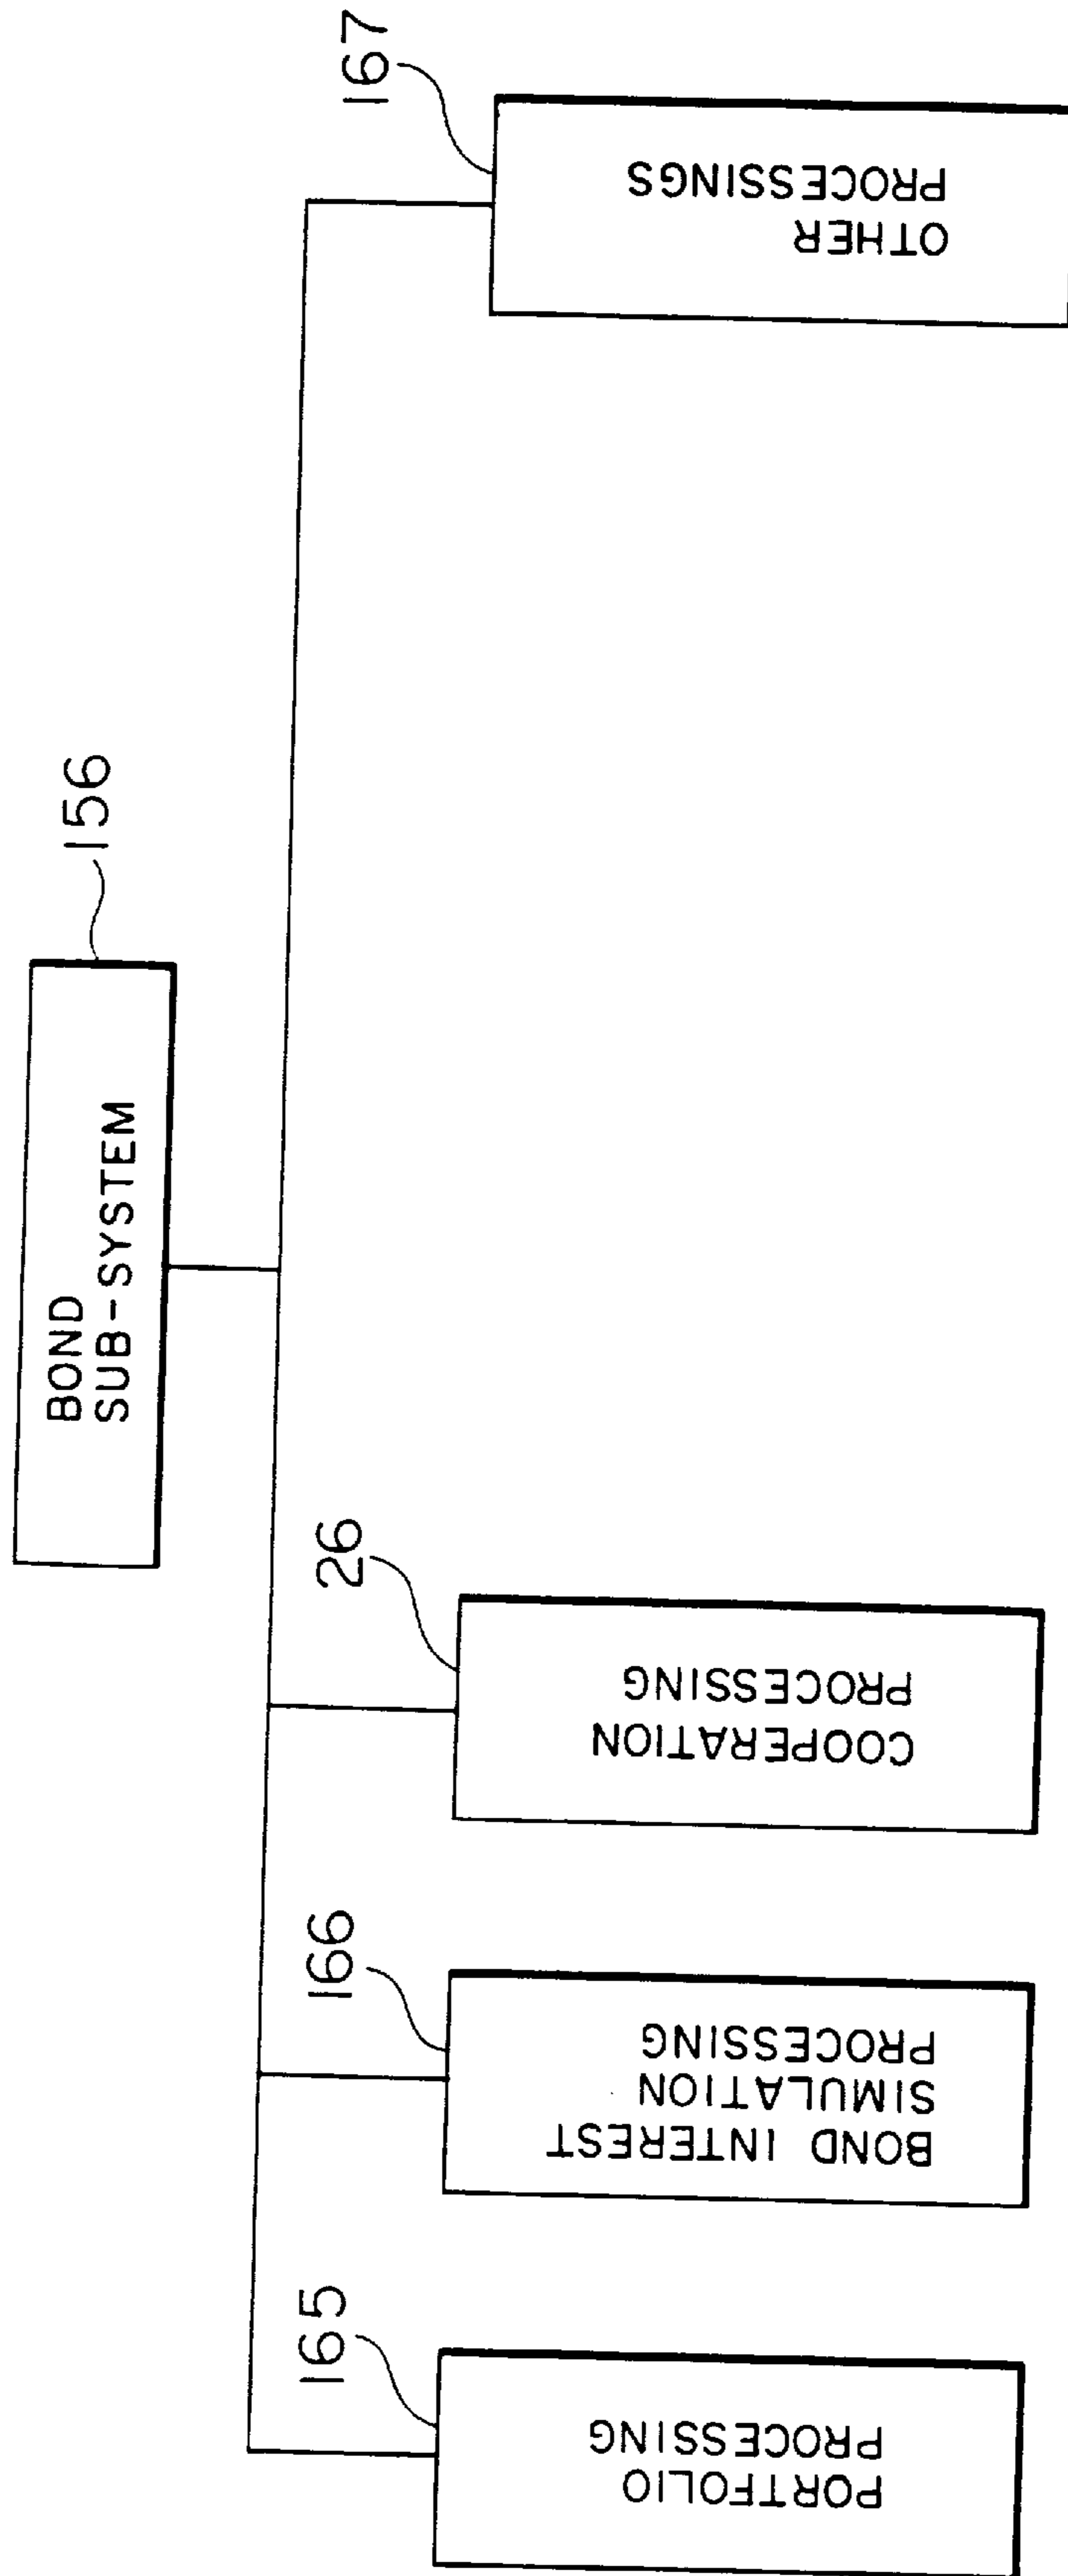 BOND
SUB-SYSTEM
156
165
PORTFOLIO
PROCESSING
166
BOND INTEREST
SIMULATION
PROCESSING
26
COOPERATION
PROCESSING
167
OTHER
PROCESSINGS